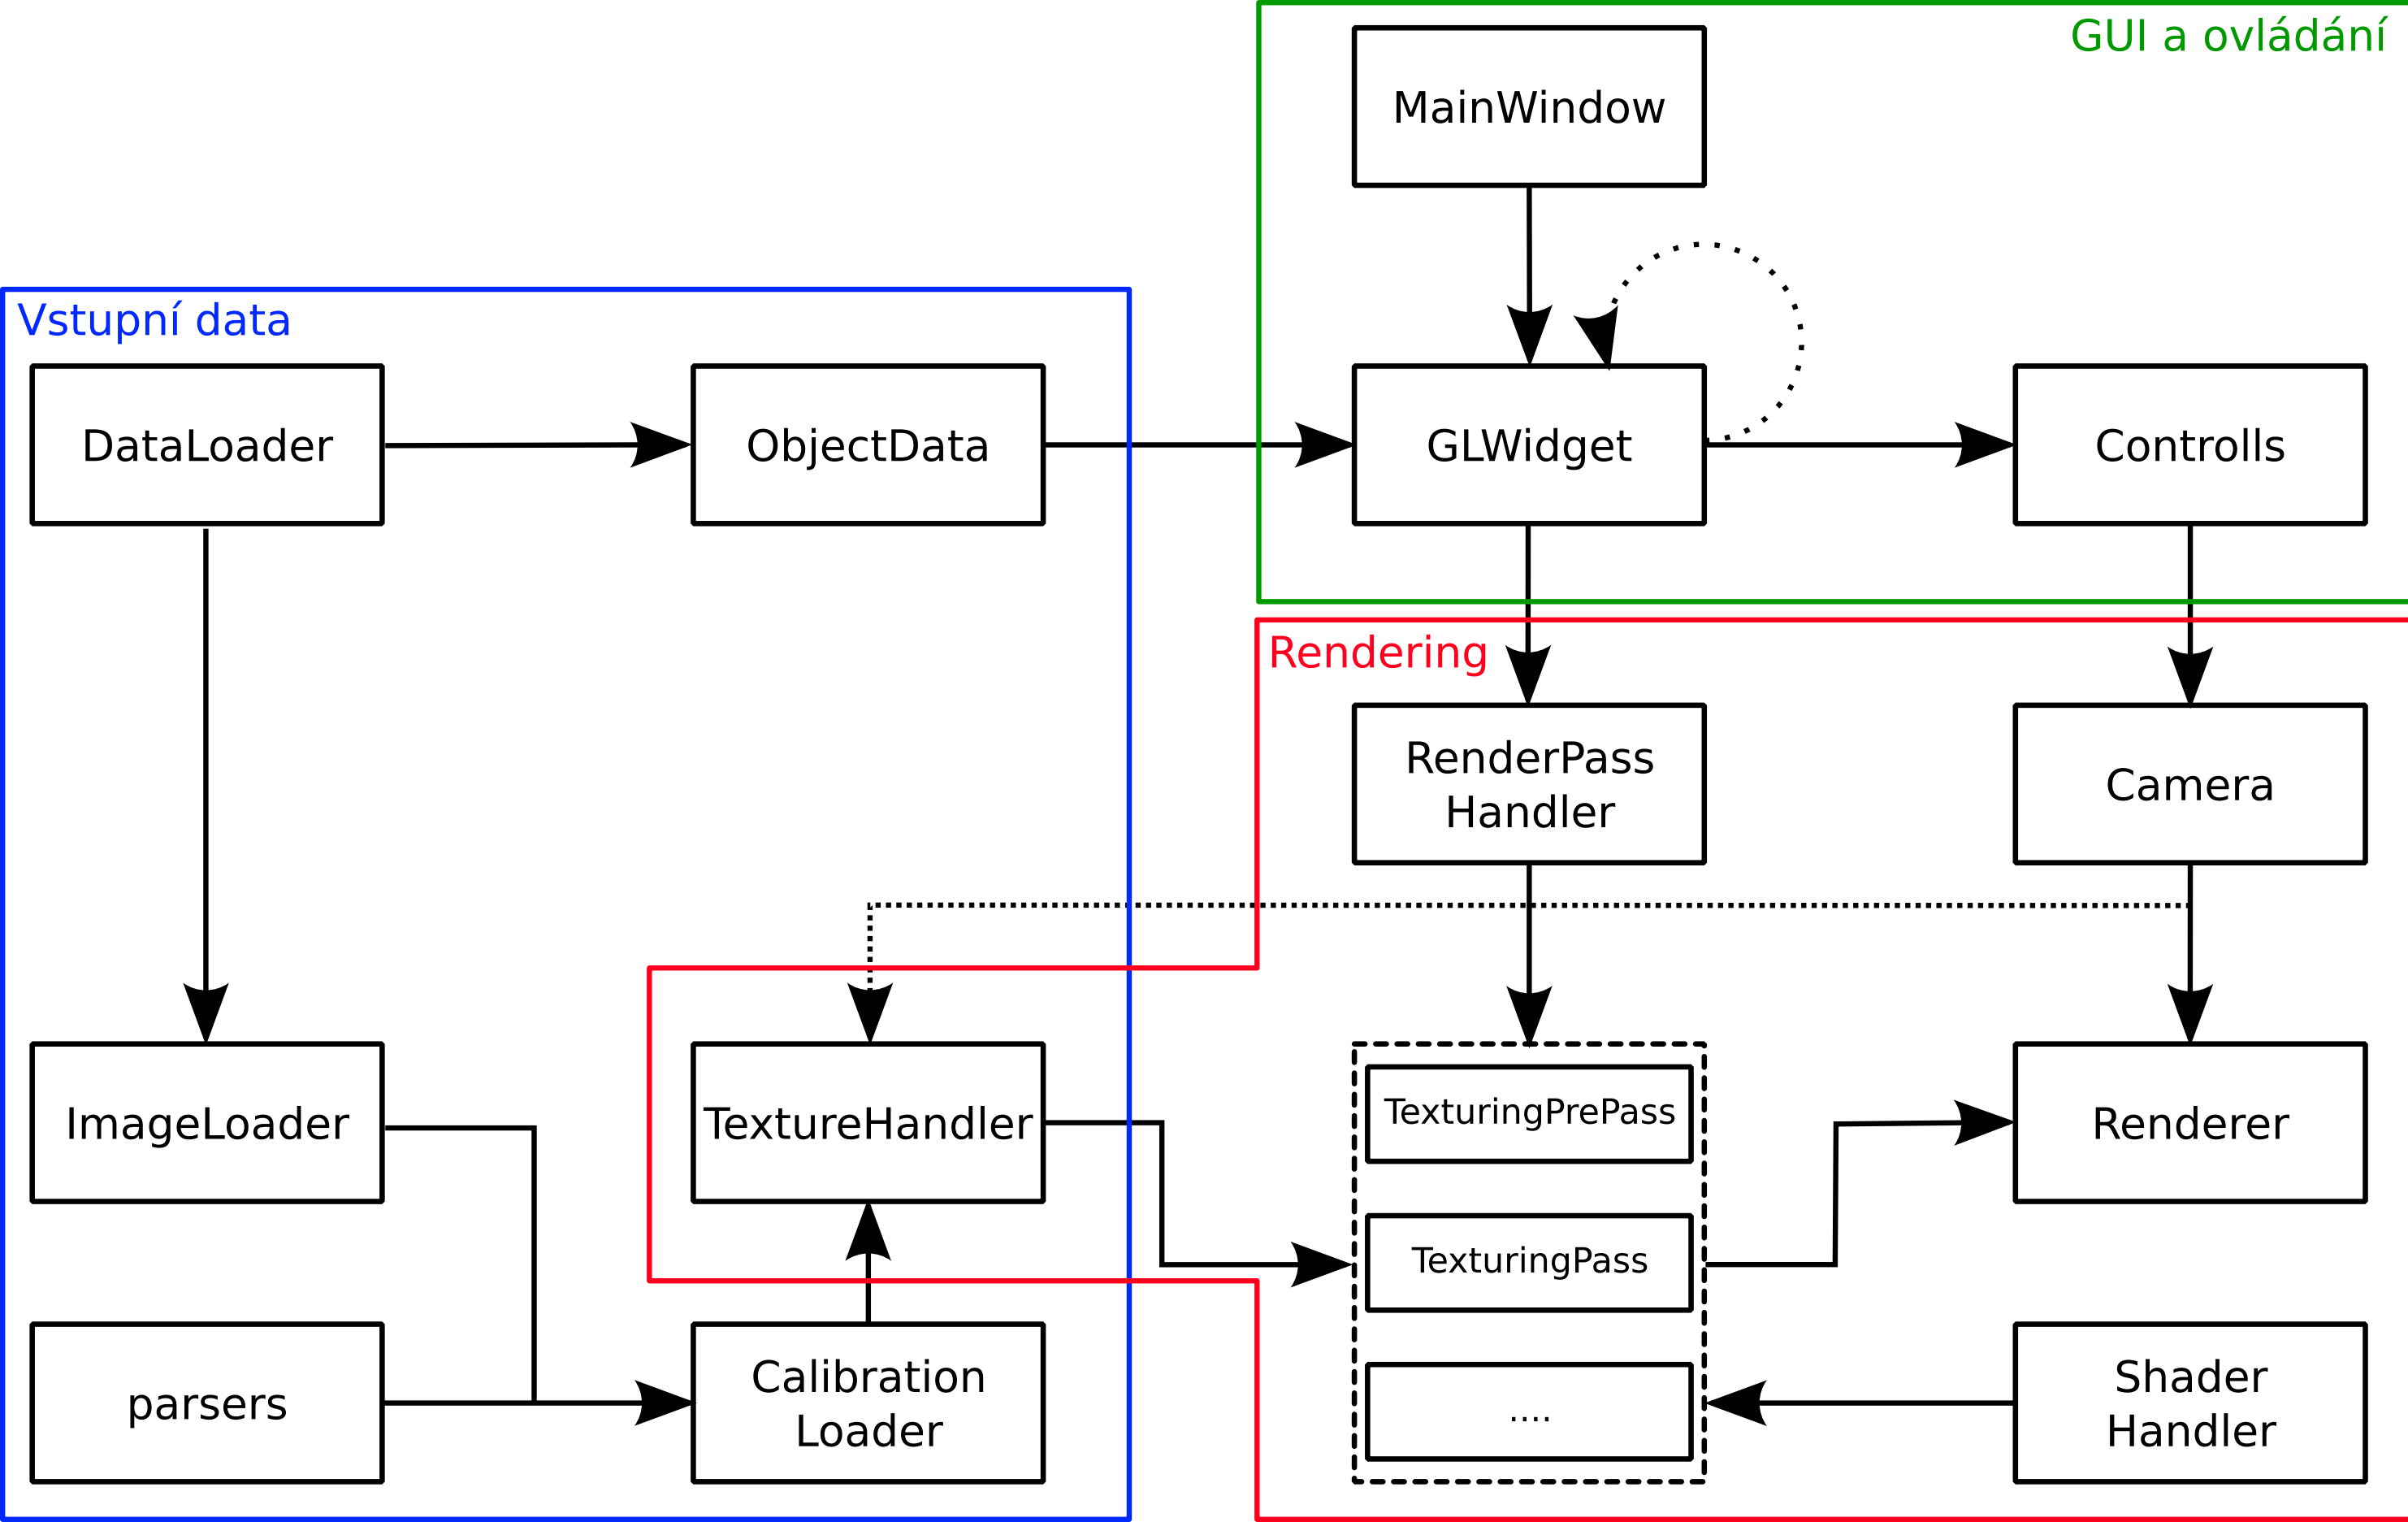 GUI a ovládání
MainWindow
Vstupní data
DataLoader
ObjectData
GLWidget
Controlls
Rendering
RenderPass
Handler
Camera
ImageLoader
TextureHandler
TexturingPrePass
Renderer
TexturingPass
parsers
Calibration
Loader
....
Shader
Handler